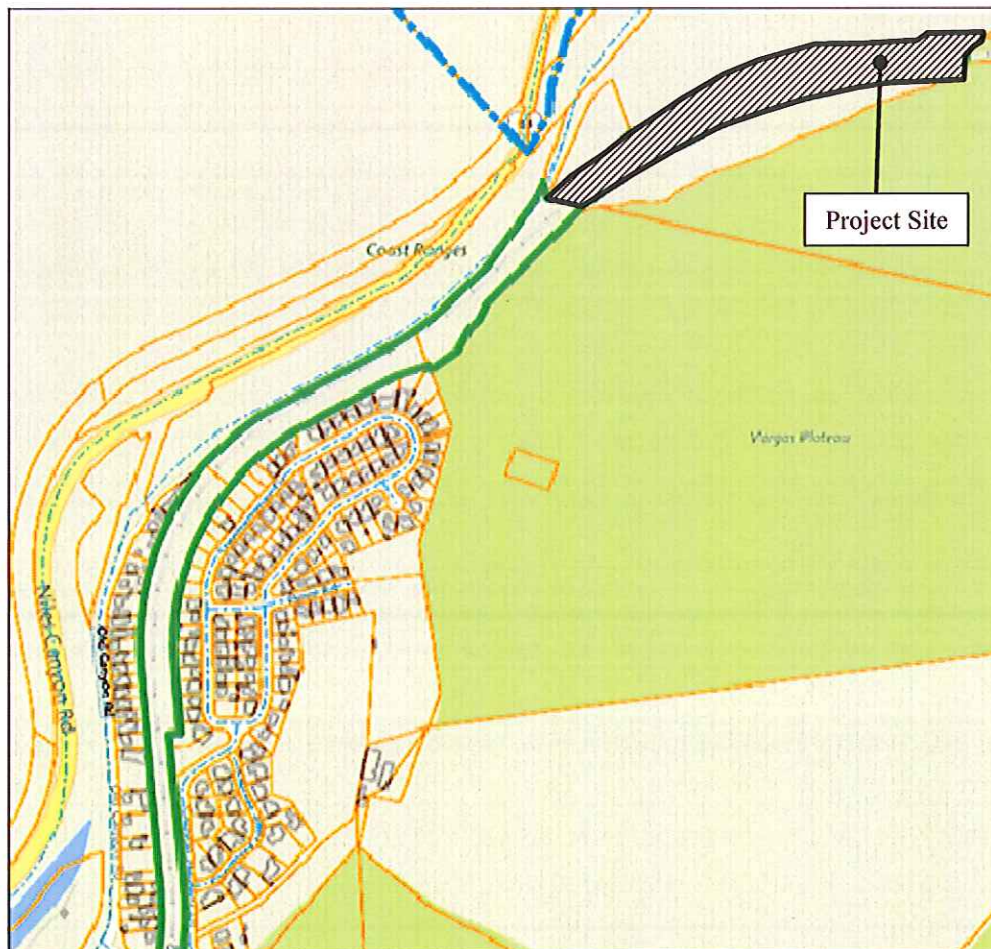 Project Site
Coast Ranges
Vargas Plateau
Niles Canyon Rd
Old Canyon Rd